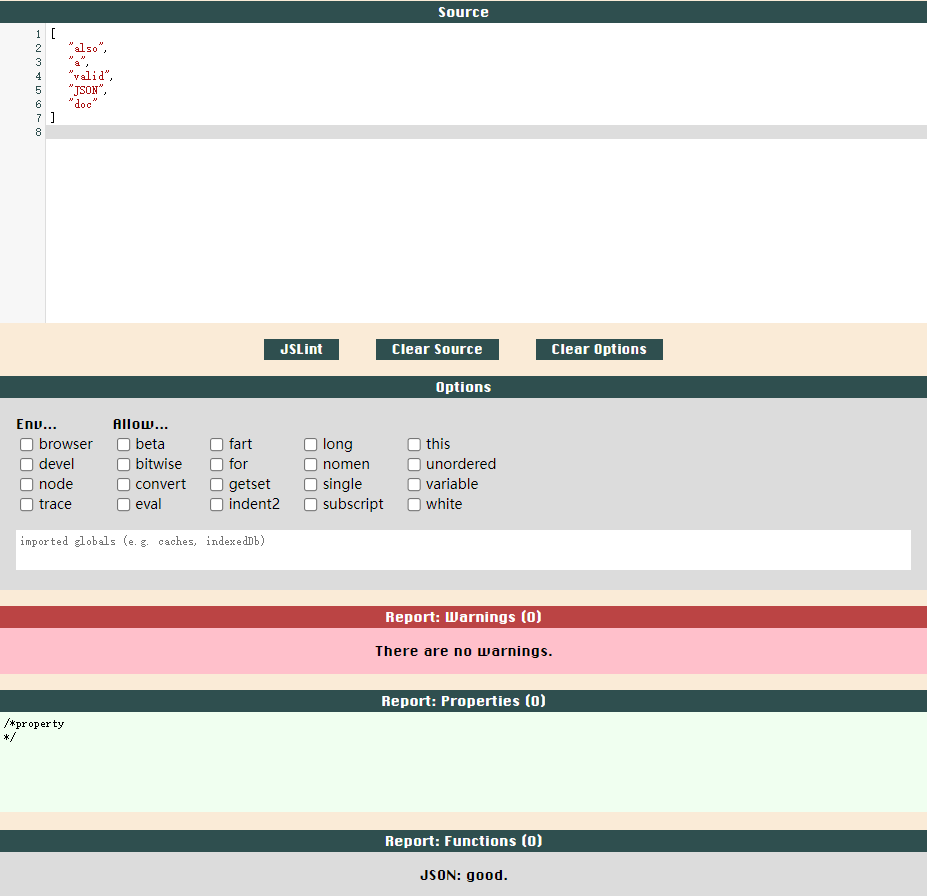 Source
1 [
2 "also",
3 "a",
4 "valid",
5 "JSON",
6 "doc"
7 ]
8
JSLint Clear Source Clear Options
Options
Env... Allow...
browser beta fart long this
devel bitwise for nomen unordered
node convert getset single variable
trace eval indent2 subscript white
imported globals (e.g. caches, indexedDb)
Report: Warnings (0)
There are no warnings.
Report: Properties (0)
/*property
*/
Report: Functions (0)
JSON: good.